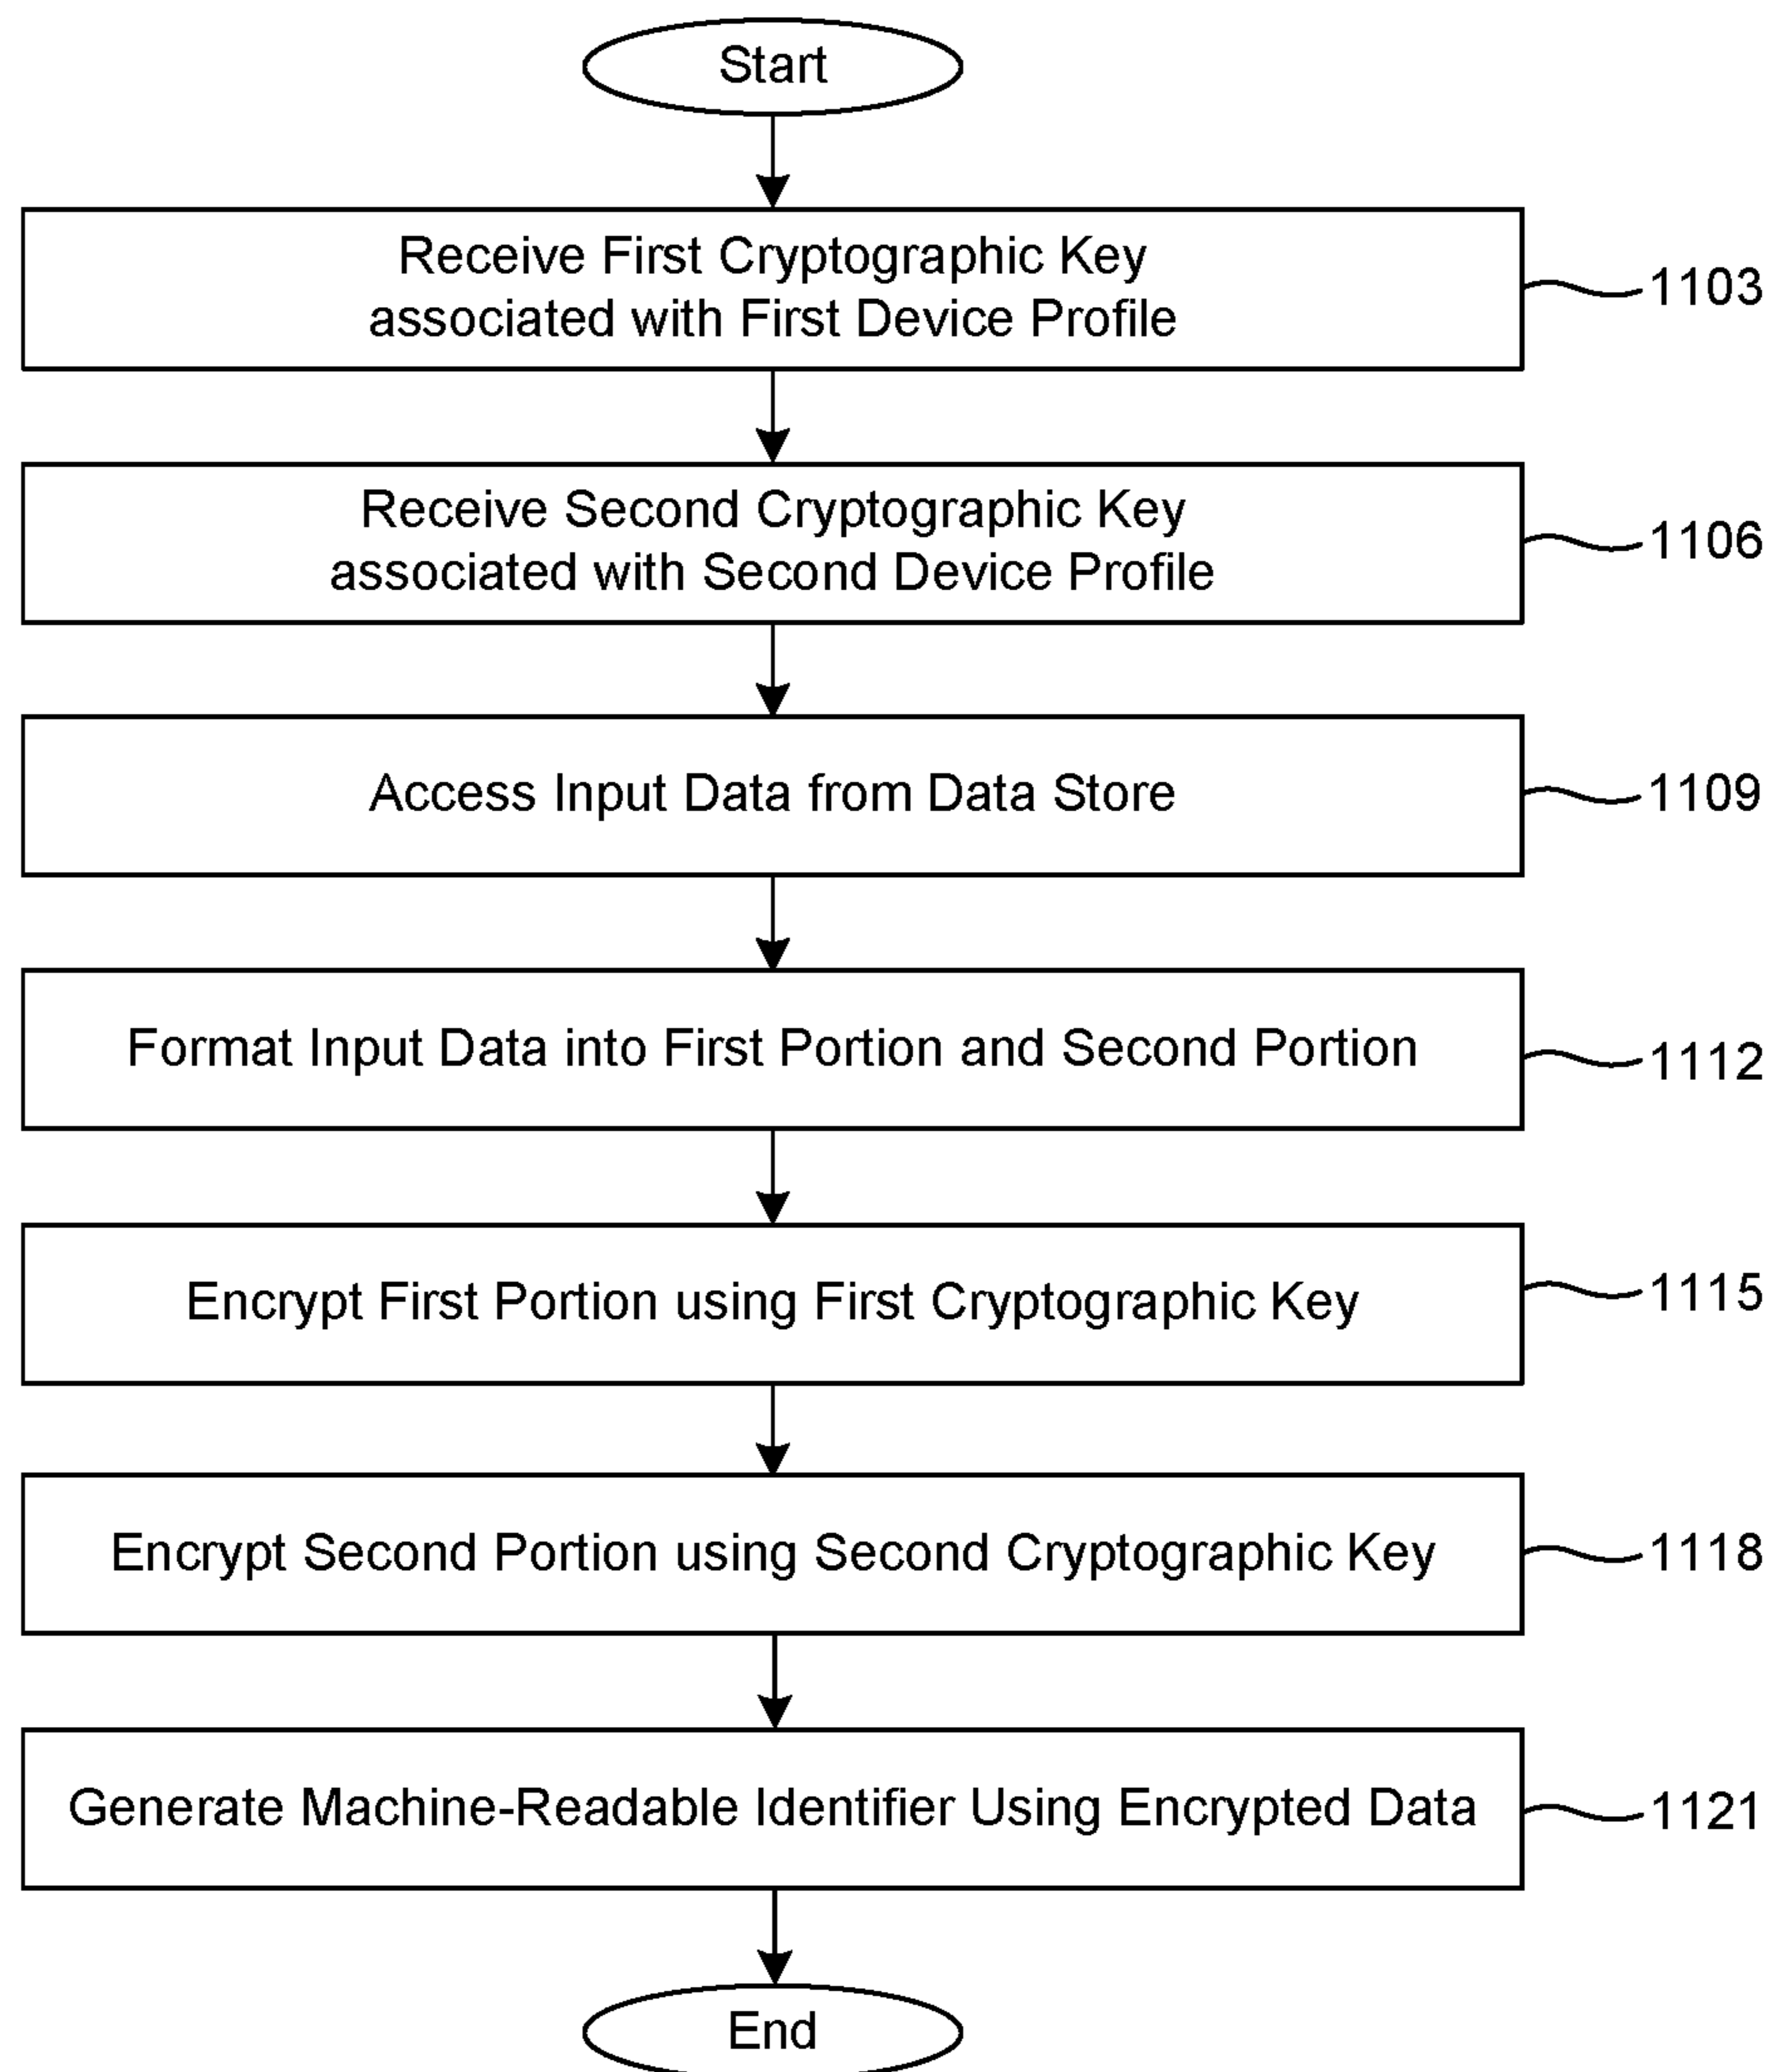 Start
Receive First Cryptographic Key
associated with First Device Profile
1103
Receive Second Cryptographic Key
associated with Second Device Profile
1106
Access Input Data from Data Store
1109
Format Input Data into First Portion and Second Portion
1112
Encrypt First Portion using First Cryptographic Key
1115
Encrypt Second Portion using Second Cryptographic Key
1118
Generate Machine-Readable Identifier Using Encrypted Data
1121
End